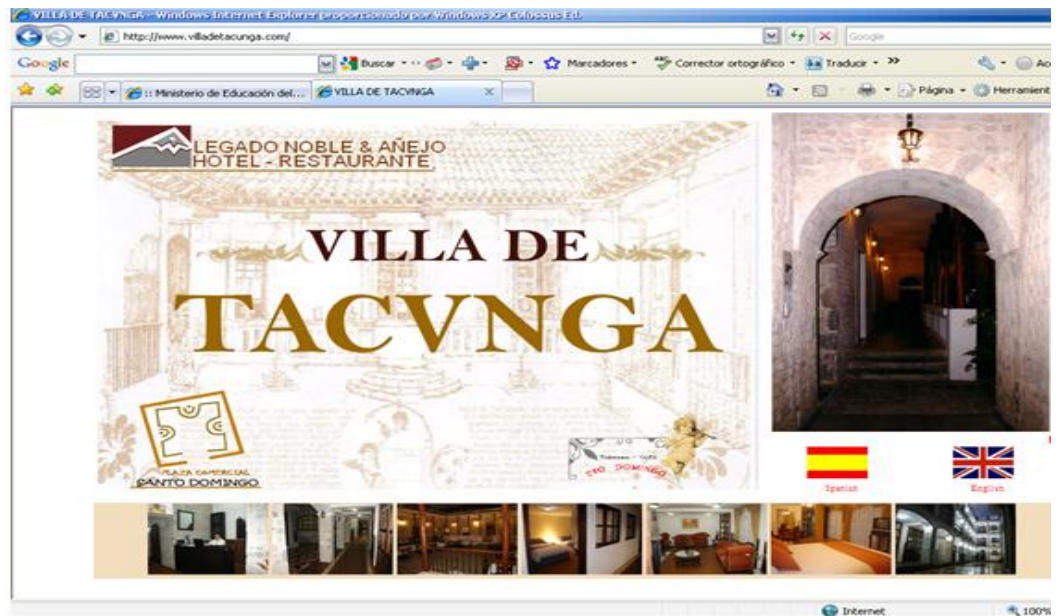 VILLA DE TACVNGA - Windows Internet Explorer proporcionado por Windows XP Colossus Ed.
http://www.villadetacunga.com/
Google
Google
Buscar
Marcadores
Corrector ortográfico
Traducir
:: Ministerio de Educación del...
VILLA DE TACVNGA
Página
Herrament
LEGADO NOBLE & AÑEJO
HOTEL - RESTAURANTE
VILLA DE
TACVNGA
PLAZA COMERCIAL
SANTO DOMINGO
STO DOMINGO
Spanish
English
Internet
100%